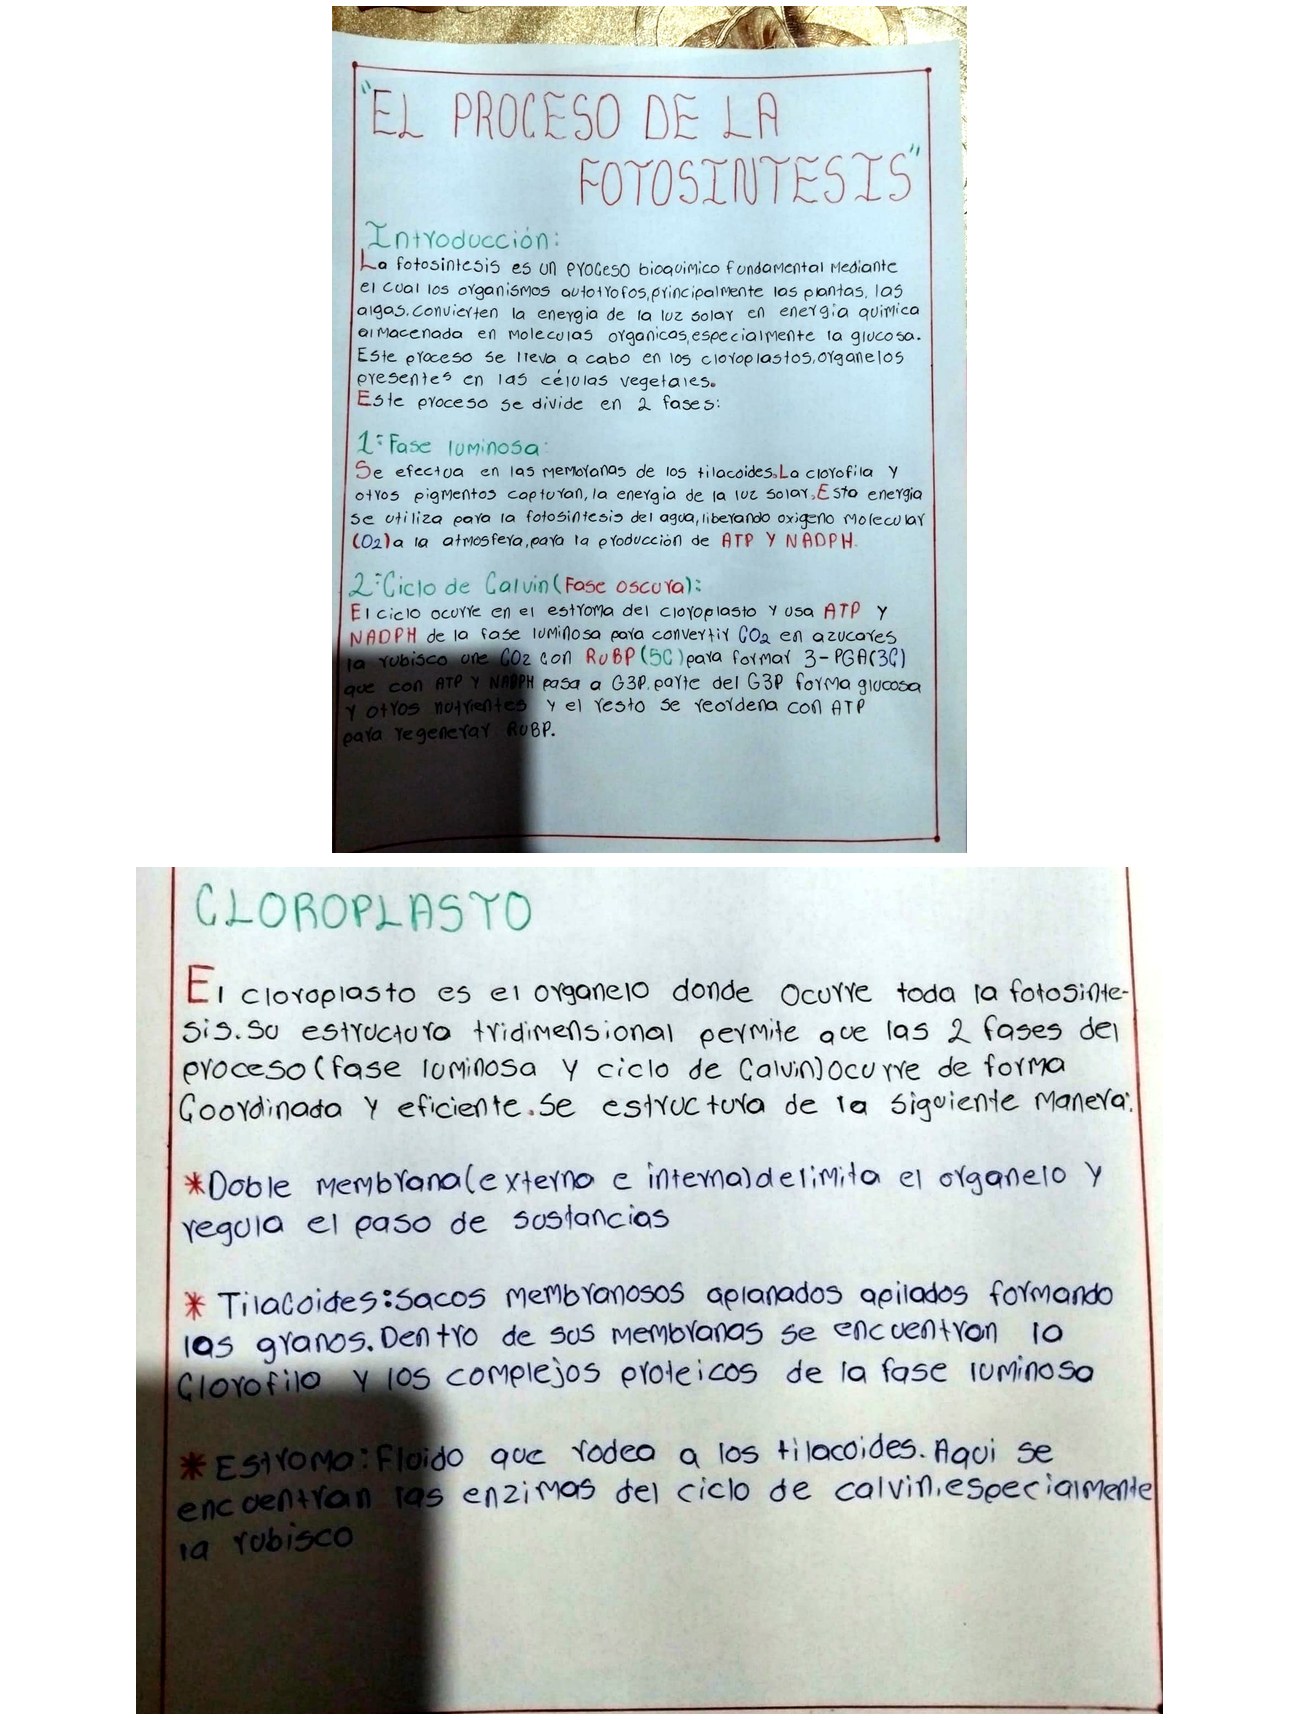 "EL PROCESO DE LA
FOTOSINTESIS"
Introducción:
La fotosintesis es un proceso bioquimico fundamental mediante
el cual los organismos autotrofos,principalmente las plantas, las
algas. convierten la energia de la luz solar en energia quimica
almacenada en moleculas organicas,especialmente la glucosa.
Este proceso se lleva a cabo en los cloroplastos,organelos
presentes en las células vegetales.
Este proceso se divide en 2 fases:
1:Fase luminosa:
Se efectua en las membranas de los tilacoides.La clorofila y
otros pigmentos capturan,la energia de la luz solar.Esta energia
se utiliza para la fotosintesis del agua,liberando oxigeno molecular
(O2)a la atmosfera,para la producción de ATP Y NADPH.
2:Ciclo de Calvin(Fase oscura):
El ciclo ocurre en el estroma del cloroplasto y usa ATP y
NADPH de la fase luminosa para convertir CO2 en azucares
la rubisco une CO2 con RuBP(5C)para formar 3-PGA(3C)
que con ATP Y NADPH pasa a G3P.parte del G3P forma glucosa
Y otros nutrientes y el resto se reordena con ATP
para regenerar RUBP.
CLOROPLASTO
El cloroplasto es el organelo donde ocurre toda la fotosinte-
sis.Su estructura tridimensional permite que las 2 fases del
proceso(fase luminosa y ciclo de Calvin)ocurre de forma
Coordinada y eficiente.Se estructura de la siguiente manera:
*Doble membrana(externa e interna)delimita el organelo y
regula el paso de sustancias
* Tilacoides:sacos membranosos aplanados apilados formando
las granos.Dentro de sus membranas se encuentran la
Clorofila y los complejos proteicos de la fase luminosa
*Estroma:Fluido que rodea a los tilacoides.Aqui se
encuentran las enzimas del ciclo de calvin,especialmente
la rubisco